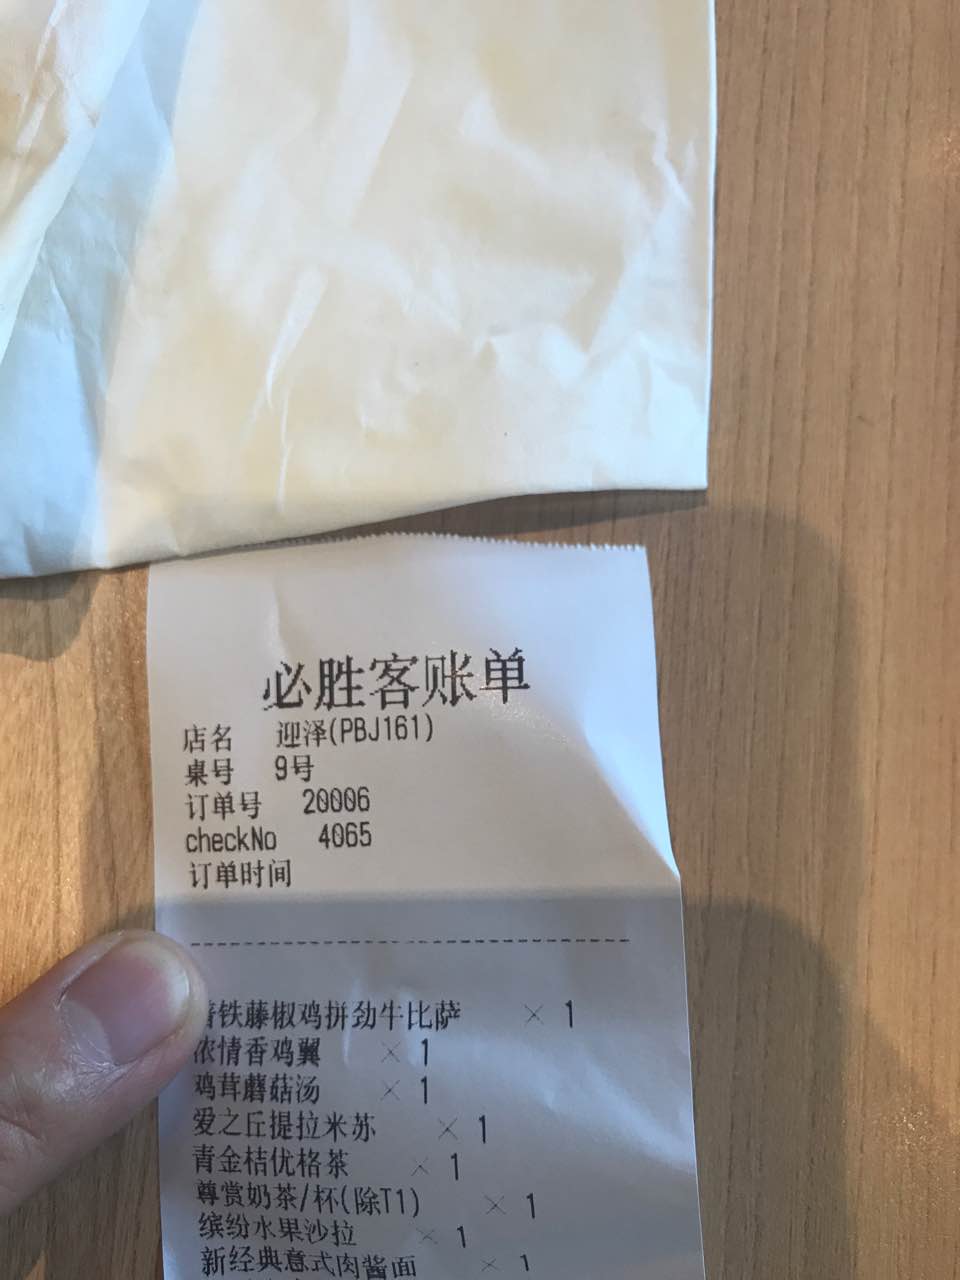 必胜客账单
店名 迎泽(PBJ161)
桌号 9号
订单号 20006
checkNo 4065
订单时间
铁藤椒鸡拼劲牛比萨 × 1
浓情香鸡翼 × 1
鸡茸蘑菇汤 × 1
爱之丘提拉米苏 × 1
青金桔优格茶 × 1
尊赏奶茶/杯(除T1) × 1
缤纷水果沙拉 × 1
新经典意式肉酱面 × 1